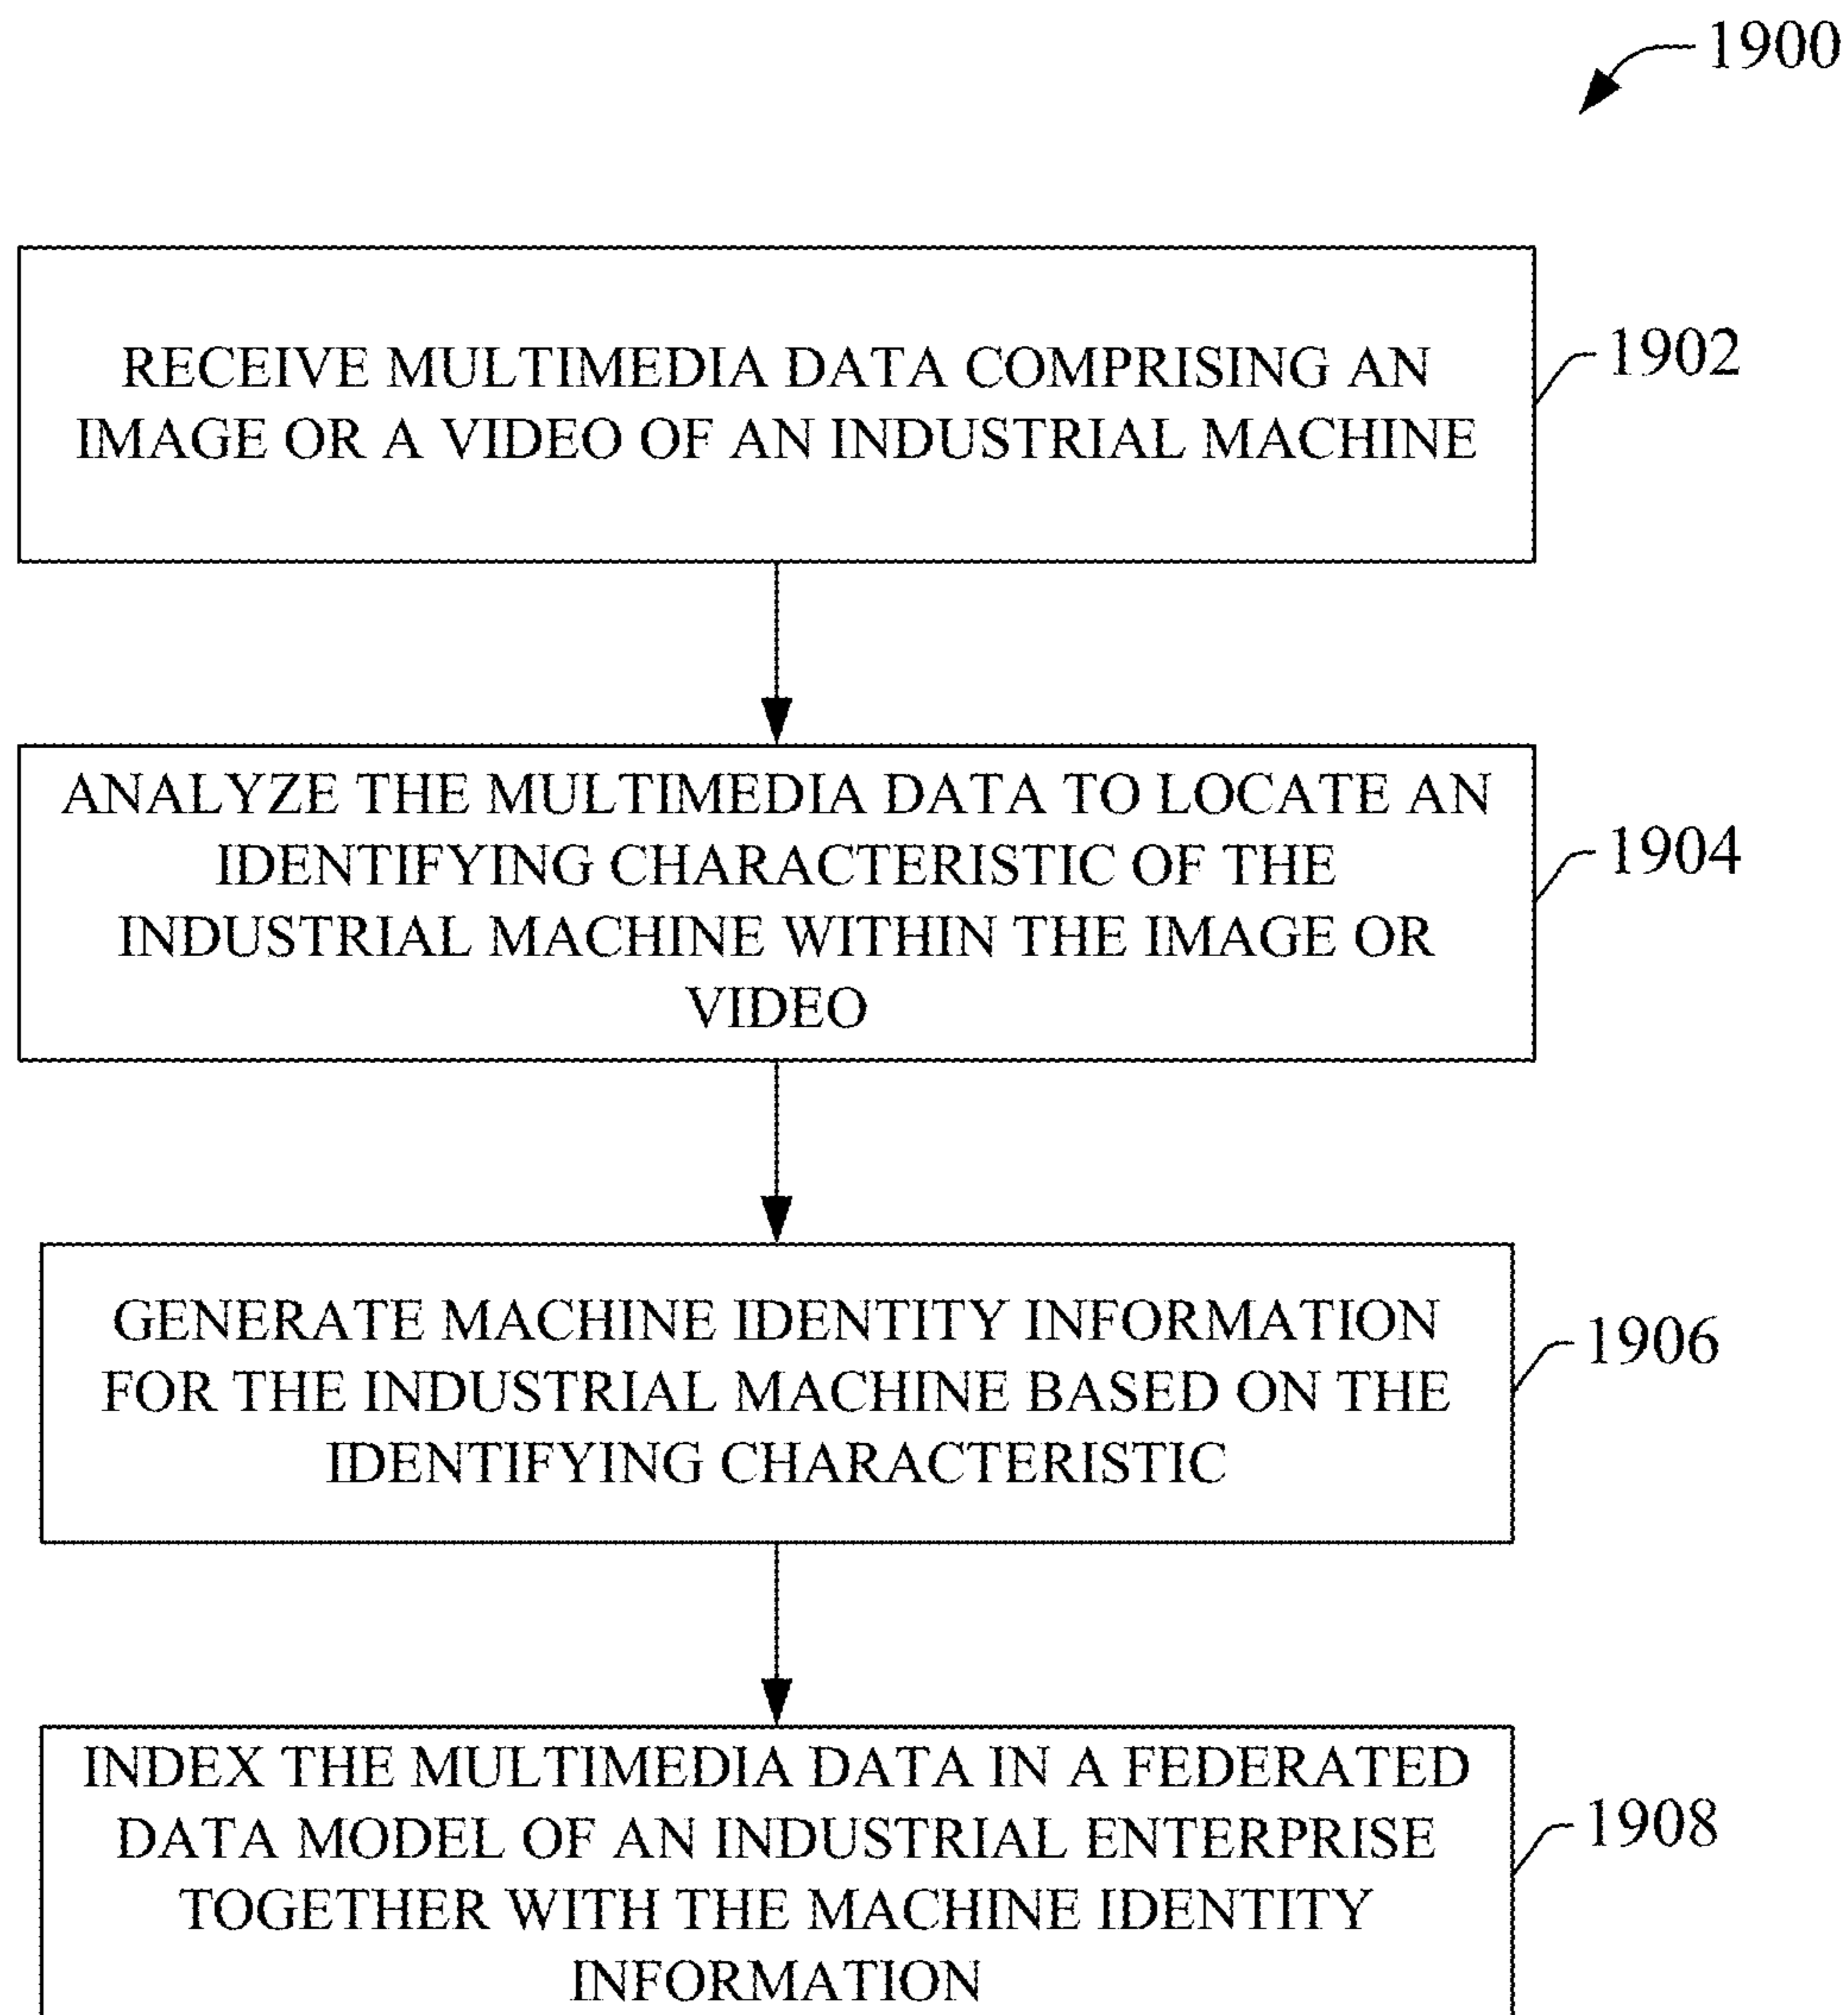 1900
RECEIVE MULTIMEDIA DATA COMPRISING AN
IMAGE OR A VIDEO OF AN INDUSTRIAL MACHINE
1902
ANALYZE THE MULTIMEDIA DATA TO LOCATE AN
IDENTIFYING CHARACTERISTIC OF THE
INDUSTRIAL MACHINE WITHIN THE IMAGE OR
VIDEO
1904
GENERATE MACHINE IDENTITY INFORMATION
FOR THE INDUSTRIAL MACHINE BASED ON THE
IDENTIFYING CHARACTERISTIC
1906
INDEX THE MULTIMEDIA DATA IN A FEDERATED
DATA MODEL OF AN INDUSTRIAL ENTERPRISE
TOGETHER WITH THE MACHINE IDENTITY
INFORMATION
1908